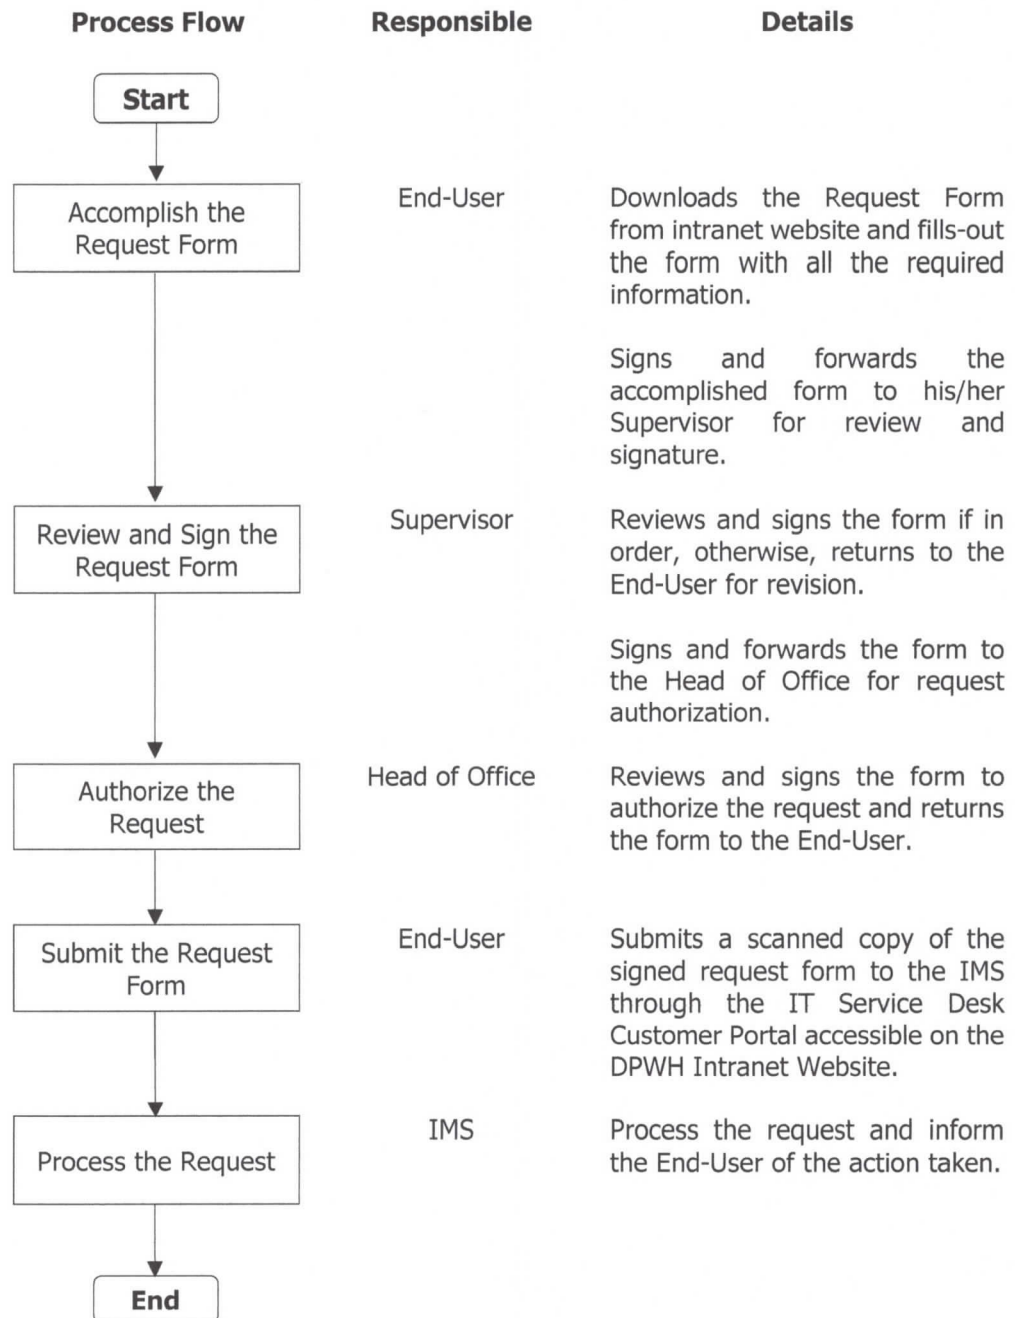 Process Flow Responsible Details
Start
Accomplish the
Request Form
End-User
Downloads the Request Form
from intranet website and fills-out
the form with all the required
information.
Signs and forwards the
accomplished form to his/her
Supervisor for review and
signature.
Review and Sign the
Request Form
Supervisor
Reviews and signs the form if in
order, otherwise, returns to the
End-User for revision.
Signs and forwards the form to
the Head of Office for request
authorization.
Authorize the
Request
Head of Office
Reviews and signs the form to
authorize the request and returns
the form to the End-User.
Submit the Request
Form
End-User
Submits a scanned copy of the
signed request form to the IMS
through the IT Service Desk
Customer Portal accessible on the
DPWH Intranet Website.
Process the Request
IMS
Process the request and inform
the End-User of the action taken.
End